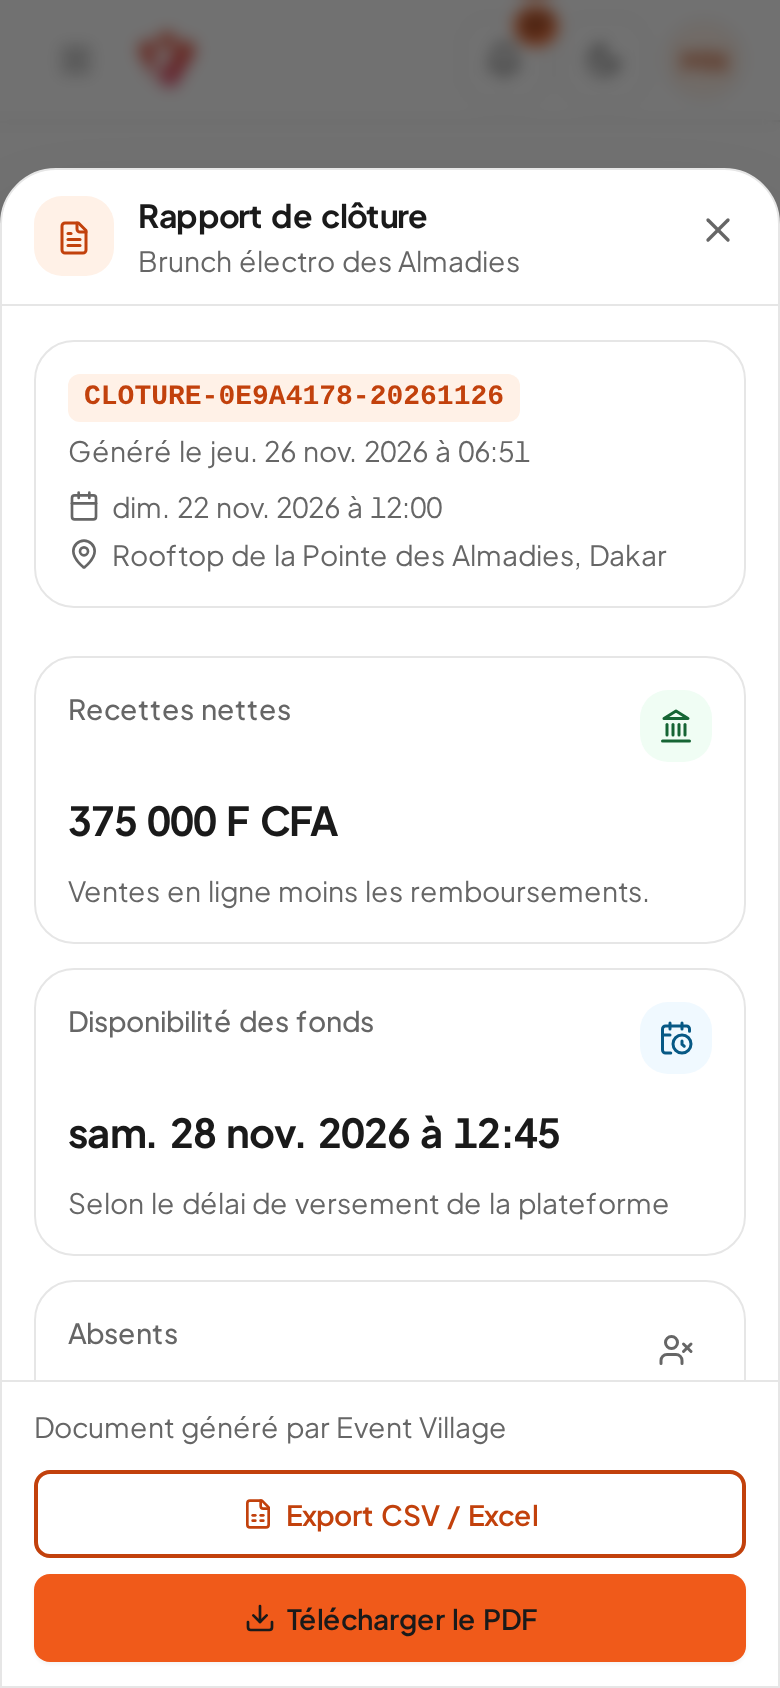 Rapport de clôture
Brunch électro des Almadies
CLOTURE-0E9A4178-20261126
Généré le jeu. 26 nov. 2026 à 06:51
dim. 22 nov. 2026 à 12:00
Rooftop de la Pointe des Almadies, Dakar
Recettes nettes
375 000 F CFA
Ventes en ligne moins les remboursements.
Disponibilité des fonds
sam. 28 nov. 2026 à 12:45
Selon le délai de versement de la plateforme
Absents
Document généré par Event Village
Export CSV / Excel
Télécharger le PDF